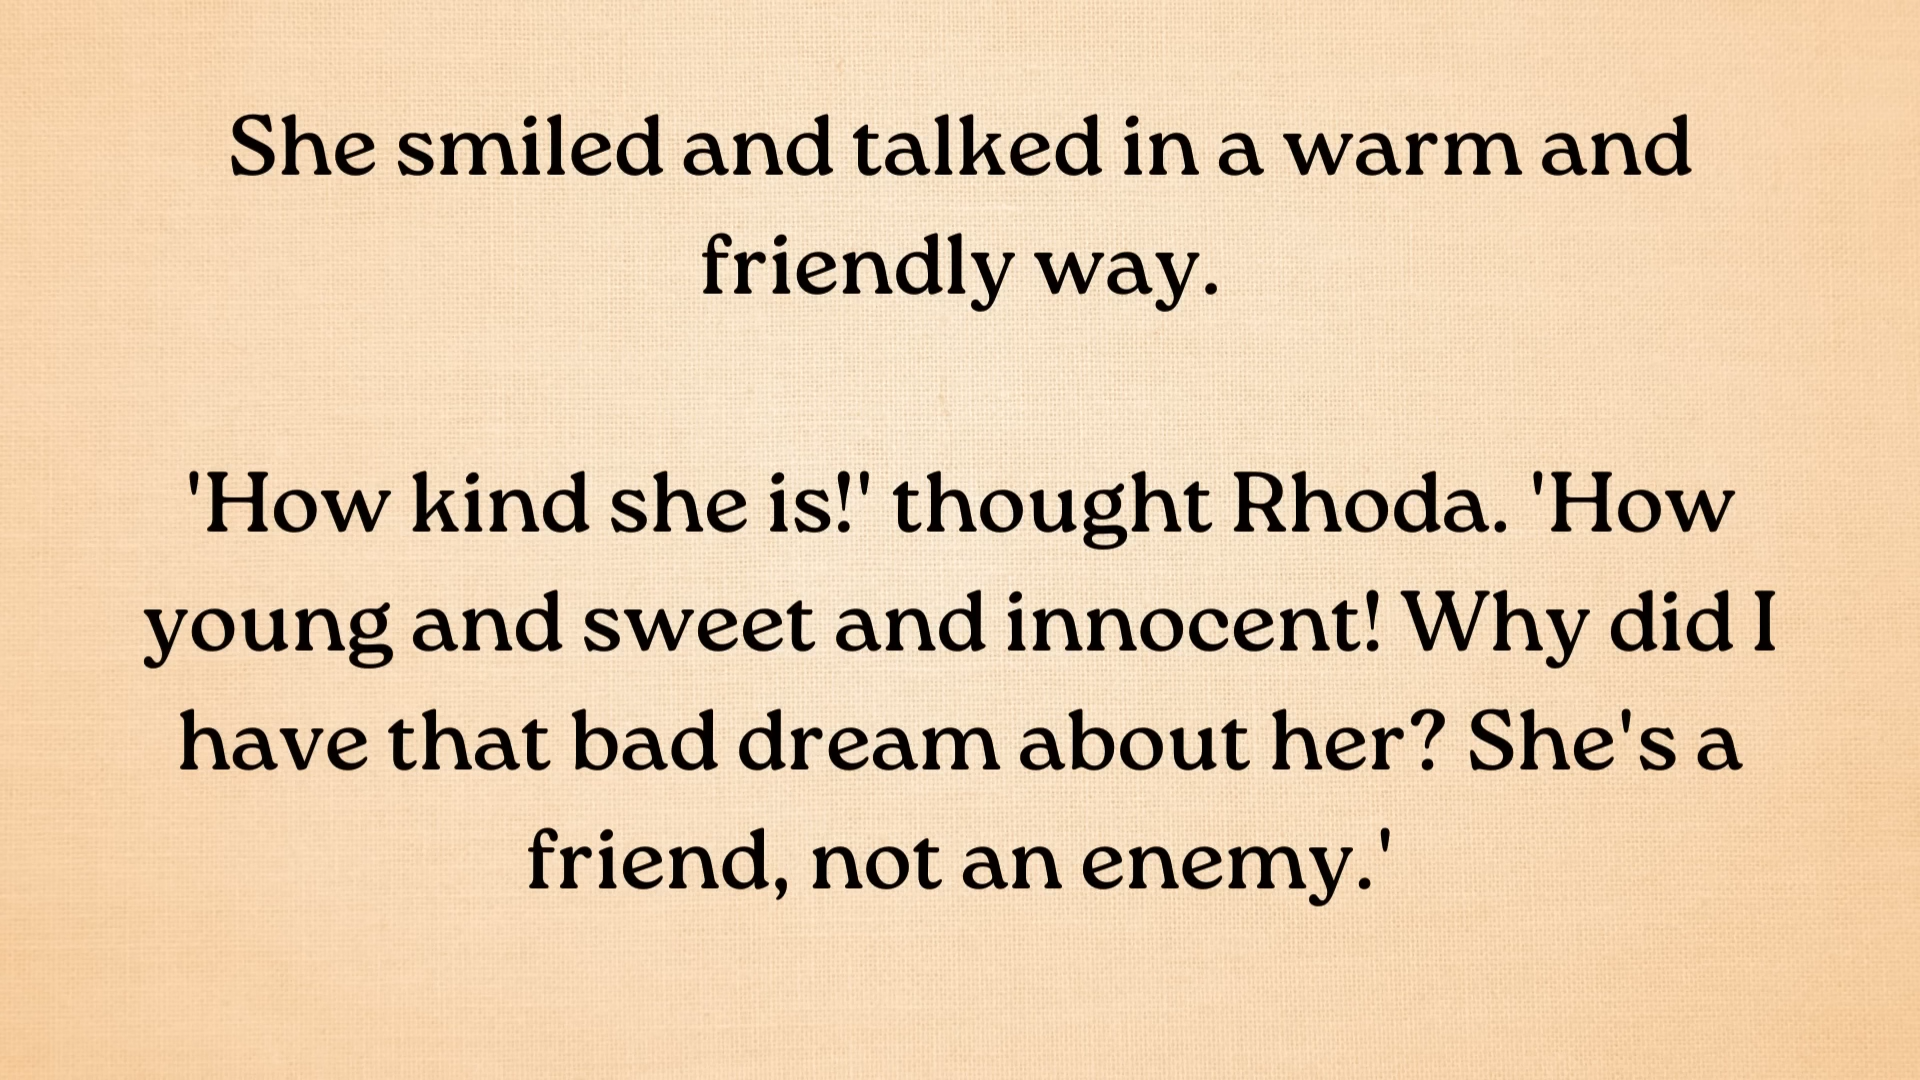 She smiled and talked in a warm and
friendly way.
'How kind she is!' thought Rhoda. 'How
young and sweet and innocent! Why did I
have that bad dream about her? She's a
friend, not an enemy.'